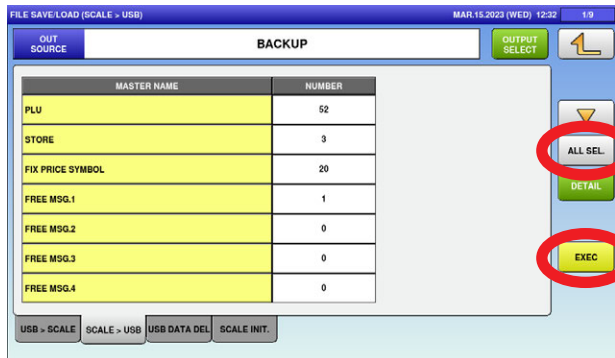 FILE SAVE/LOAD (SCALE > USB) MAR.15.2023 (WED) 12:32 1/9
OUT SOURCE BACKUP OUTPUT SELECT
MASTER NAME NUMBER
PLU 52
STORE 3
ALL SEL.
FIX PRICE SYMBOL 20
DETAIL
FREE MSG.1 1
FREE MSG.2 0
FREE MSG.3 0
EXEC
FREE MSG.4 0
USB > SCALE SCALE > USB USB DATA DEL SCALE INIT.